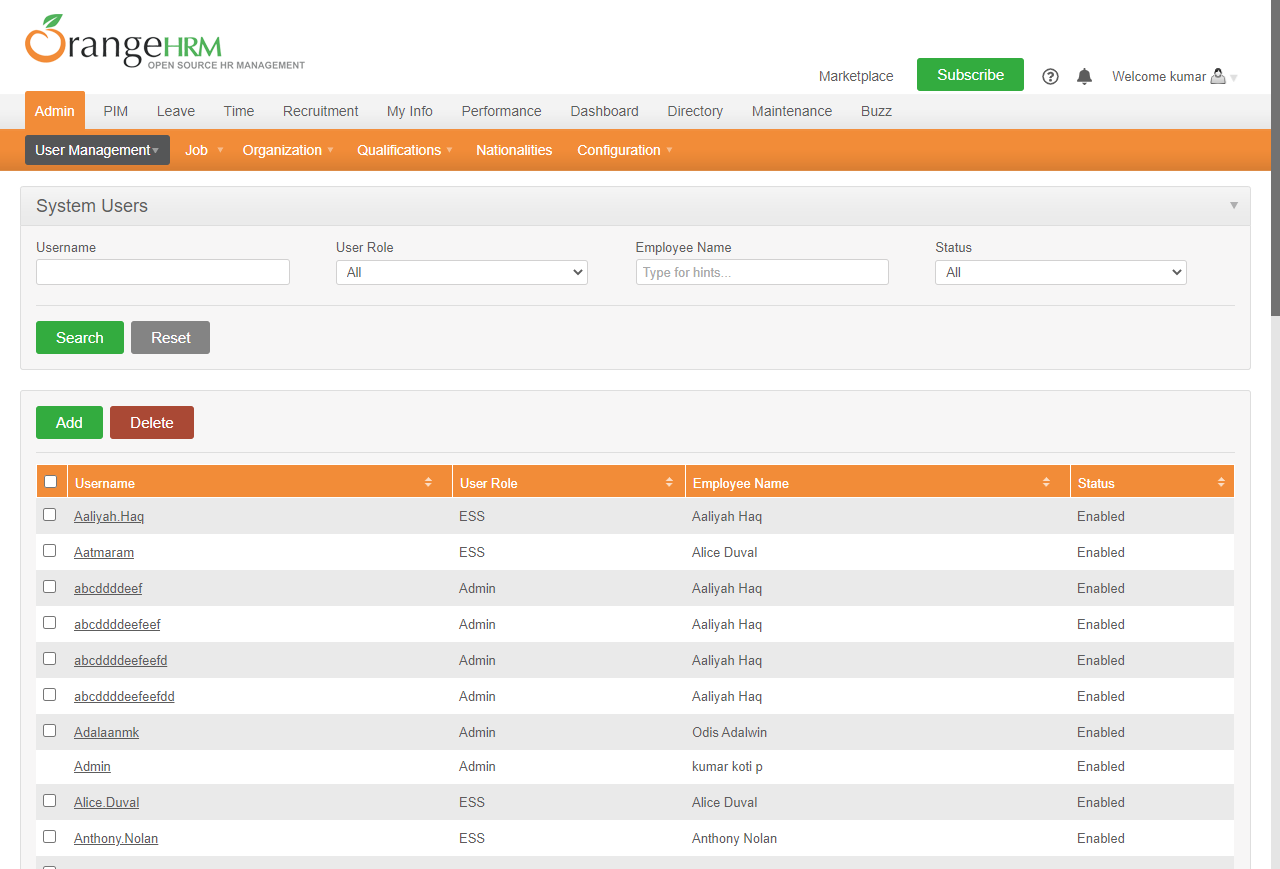 OrangeHRM
OPEN SOURCE HR MANAGEMENT
Marketplace Subscribe ? Welcome kumar
Admin PIM Leave Time Recruitment My Info Performance Dashboard Directory Maintenance Buzz
User Management Job Organization Qualifications Nationalities Configuration
System Users
Username User Role Employee Name Status
All Type for hints... All
Search Reset
Add Delete
Username User Role Employee Name Status
Aaliyah.Haq ESS Aaliyah Haq Enabled
Aatmaram ESS Alice Duval Enabled
abcddddeef Admin Aaliyah Haq Enabled
abcddddeefeef Admin Aaliyah Haq Enabled
abcddddeefeefd Admin Aaliyah Haq Enabled
abcddddeefeefdd Admin Aaliyah Haq Enabled
Adalaanmk Admin Odis Adalwin Enabled
Admin Admin kumar koti p Enabled
Alice.Duval ESS Alice Duval Enabled
Anthony.Nolan ESS Anthony Nolan Enabled